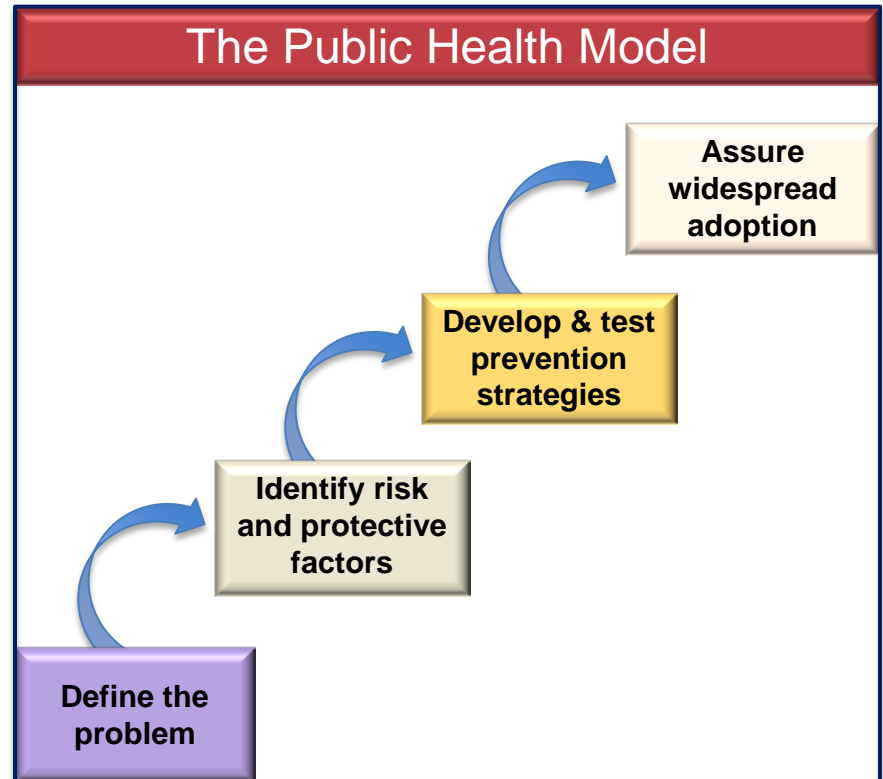 The Public Health Model
Assure
widespread
adoption
Develop & test
prevention
strategies
Identify risk
and protective
factors
Define the
problem